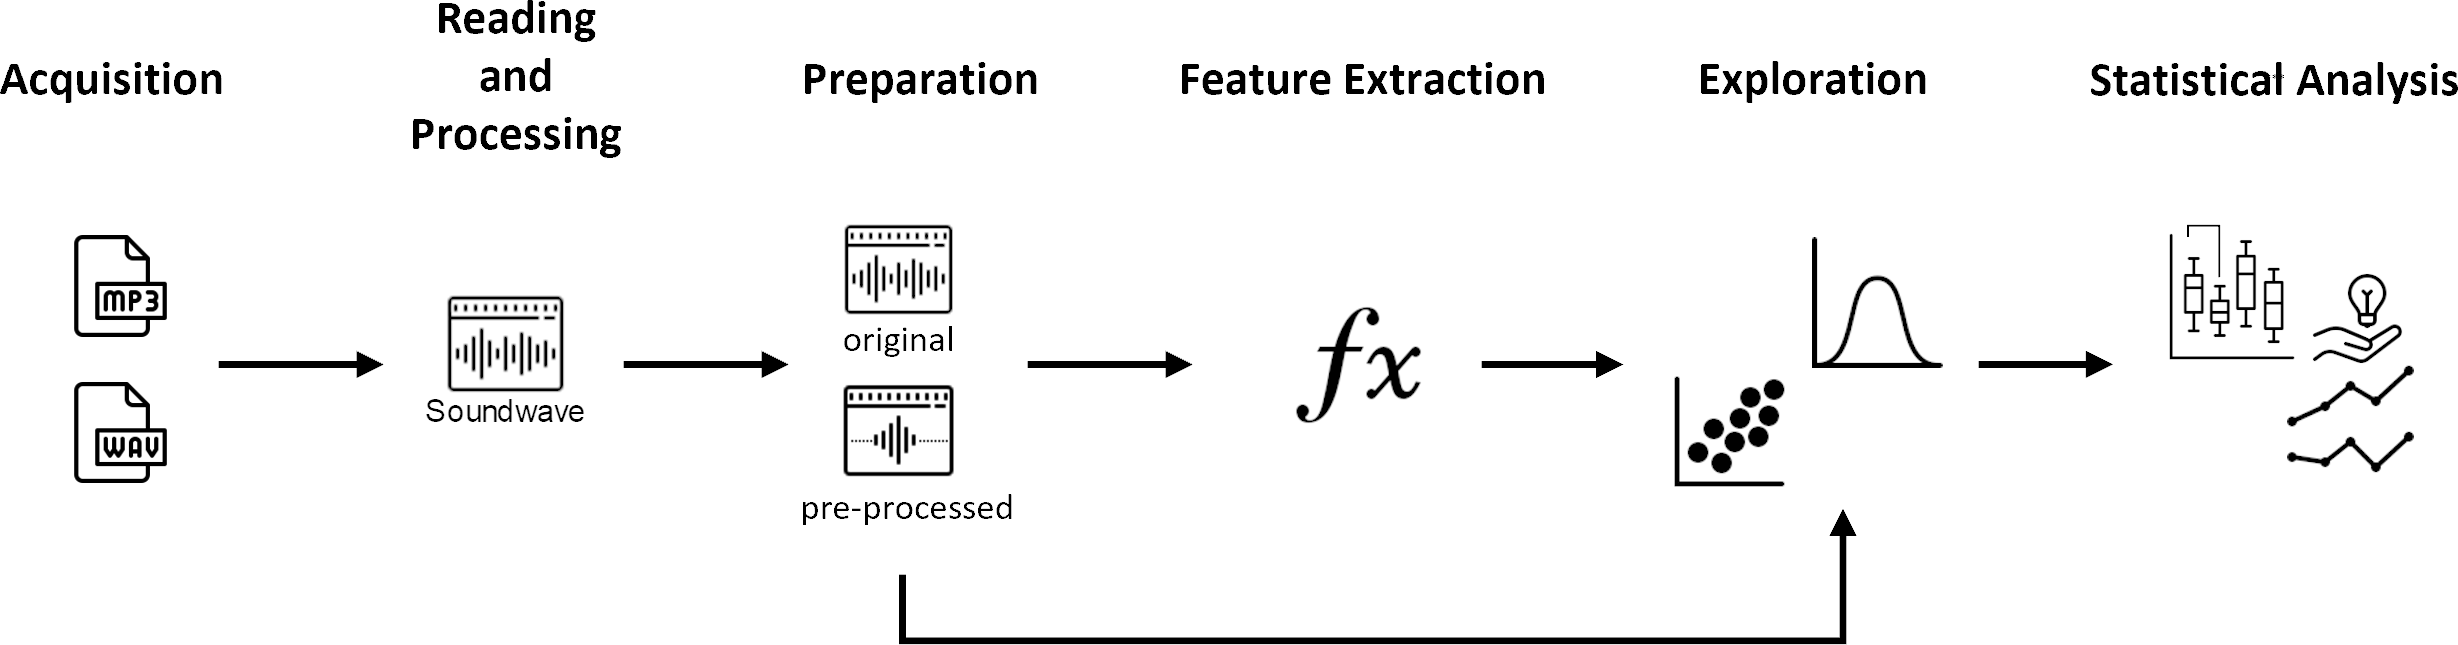 Acquisition
Reading
and
Processing
Preparation
Feature Extraction
Exploration
Statistical Analysis
MP3
WAV
Soundwave
original
pre-processed
fx